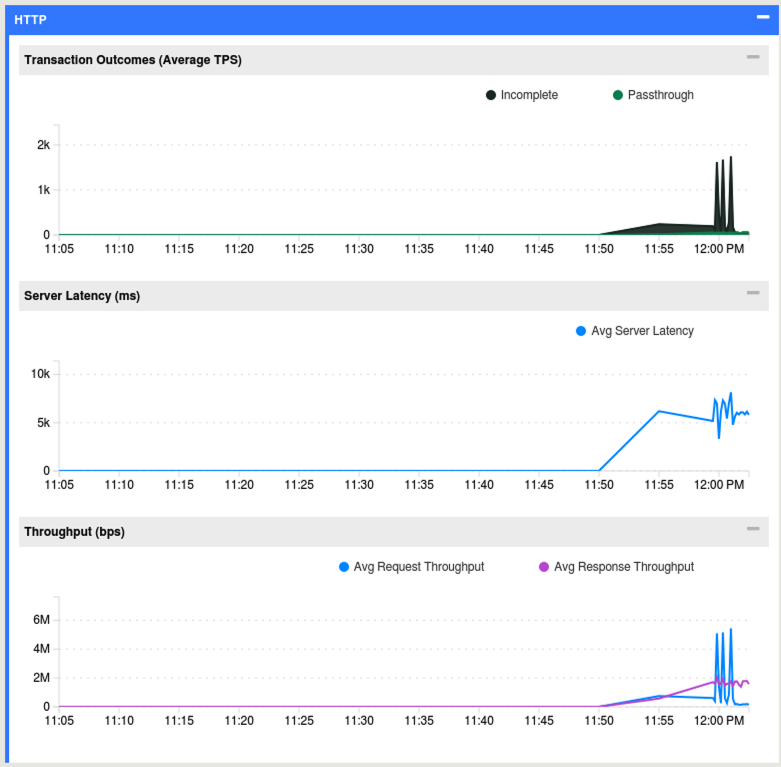 HTTP
Transaction Outcomes (Average TPS)
Incomplete Passthrough
2k
1k
0
11:05 11:10 11:15 11:20 11:25 11:30 11:35 11:40 11:45 11:50 11:55 12:00 PM
Server Latency (ms)
Avg Server Latency
10k
5k
0
11:05 11:10 11:15 11:20 11:25 11:30 11:35 11:40 11:45 11:50 11:55 12:00 PM
Throughput (bps)
Avg Request Throughput Avg Response Throughput
6M
4M
2M
0
11:05 11:10 11:15 11:20 11:25 11:30 11:35 11:40 11:45 11:50 11:55 12:00 PM